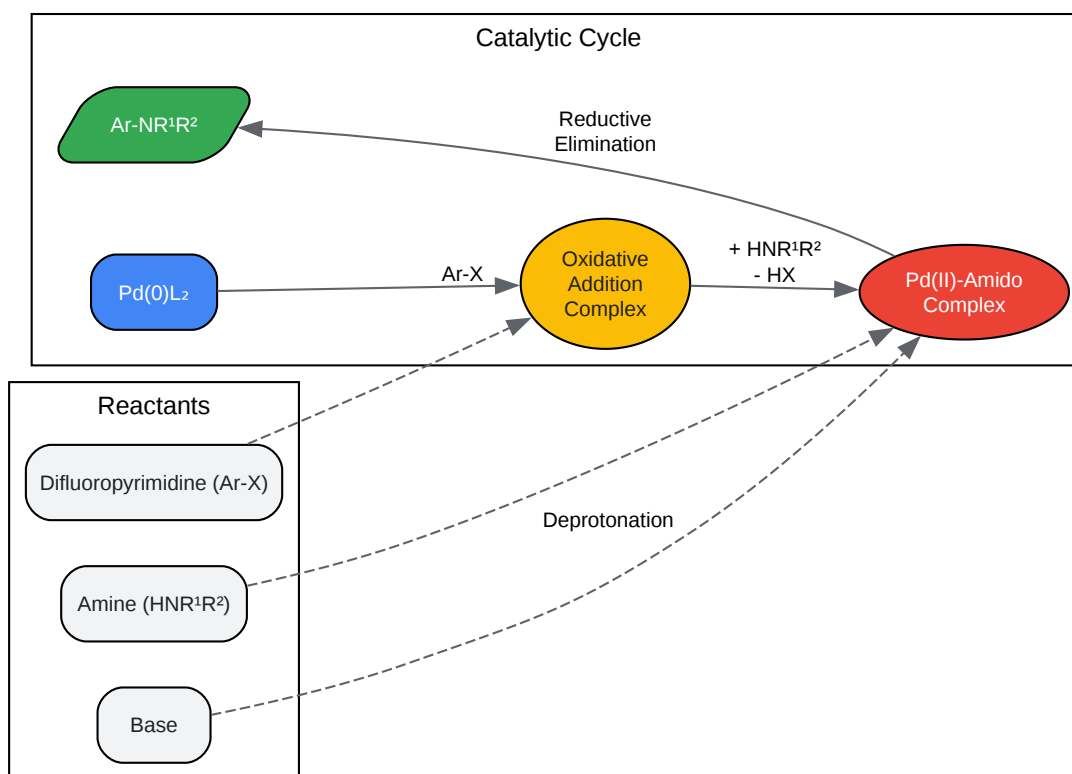 Catalytic Cycle
Ar-NR¹R²
Reductive
Elimination
Pd(0)L₂
Ar-X
Oxidative
Addition
Complex
+ HNR¹R²
- HX
Pd(II)-Amido
Complex
Reactants
Difluoropyrimidine (Ar-X)
Deprotonation
Amine (HNR¹R²)
Base